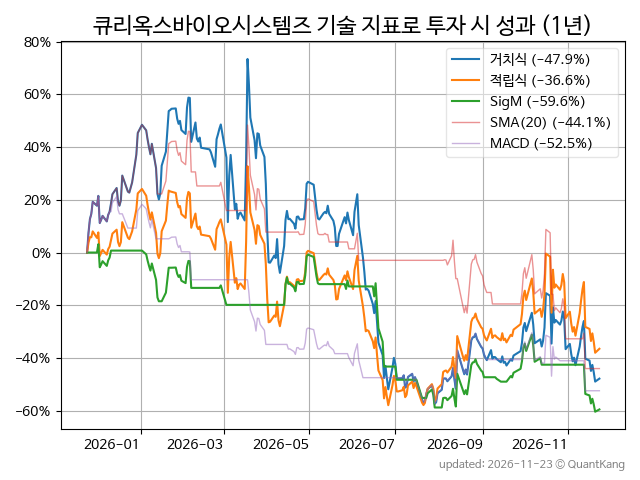 큐리옥스바이오시스템즈 기술 지표로 투자 시 성과 (1년)
80%
60%
40%
20%
0%
−20%
−40%
−60%
거치식 (−47.9%)
적립식 (−36.6%)
SigM (−59.6%)
SMA(20) (−44.1%)
MACD (−52.5%)
2026-01
2026-03
2026-05
2026-07
2026-09
2026-11
updated: 2026-11-23 © QuantKang